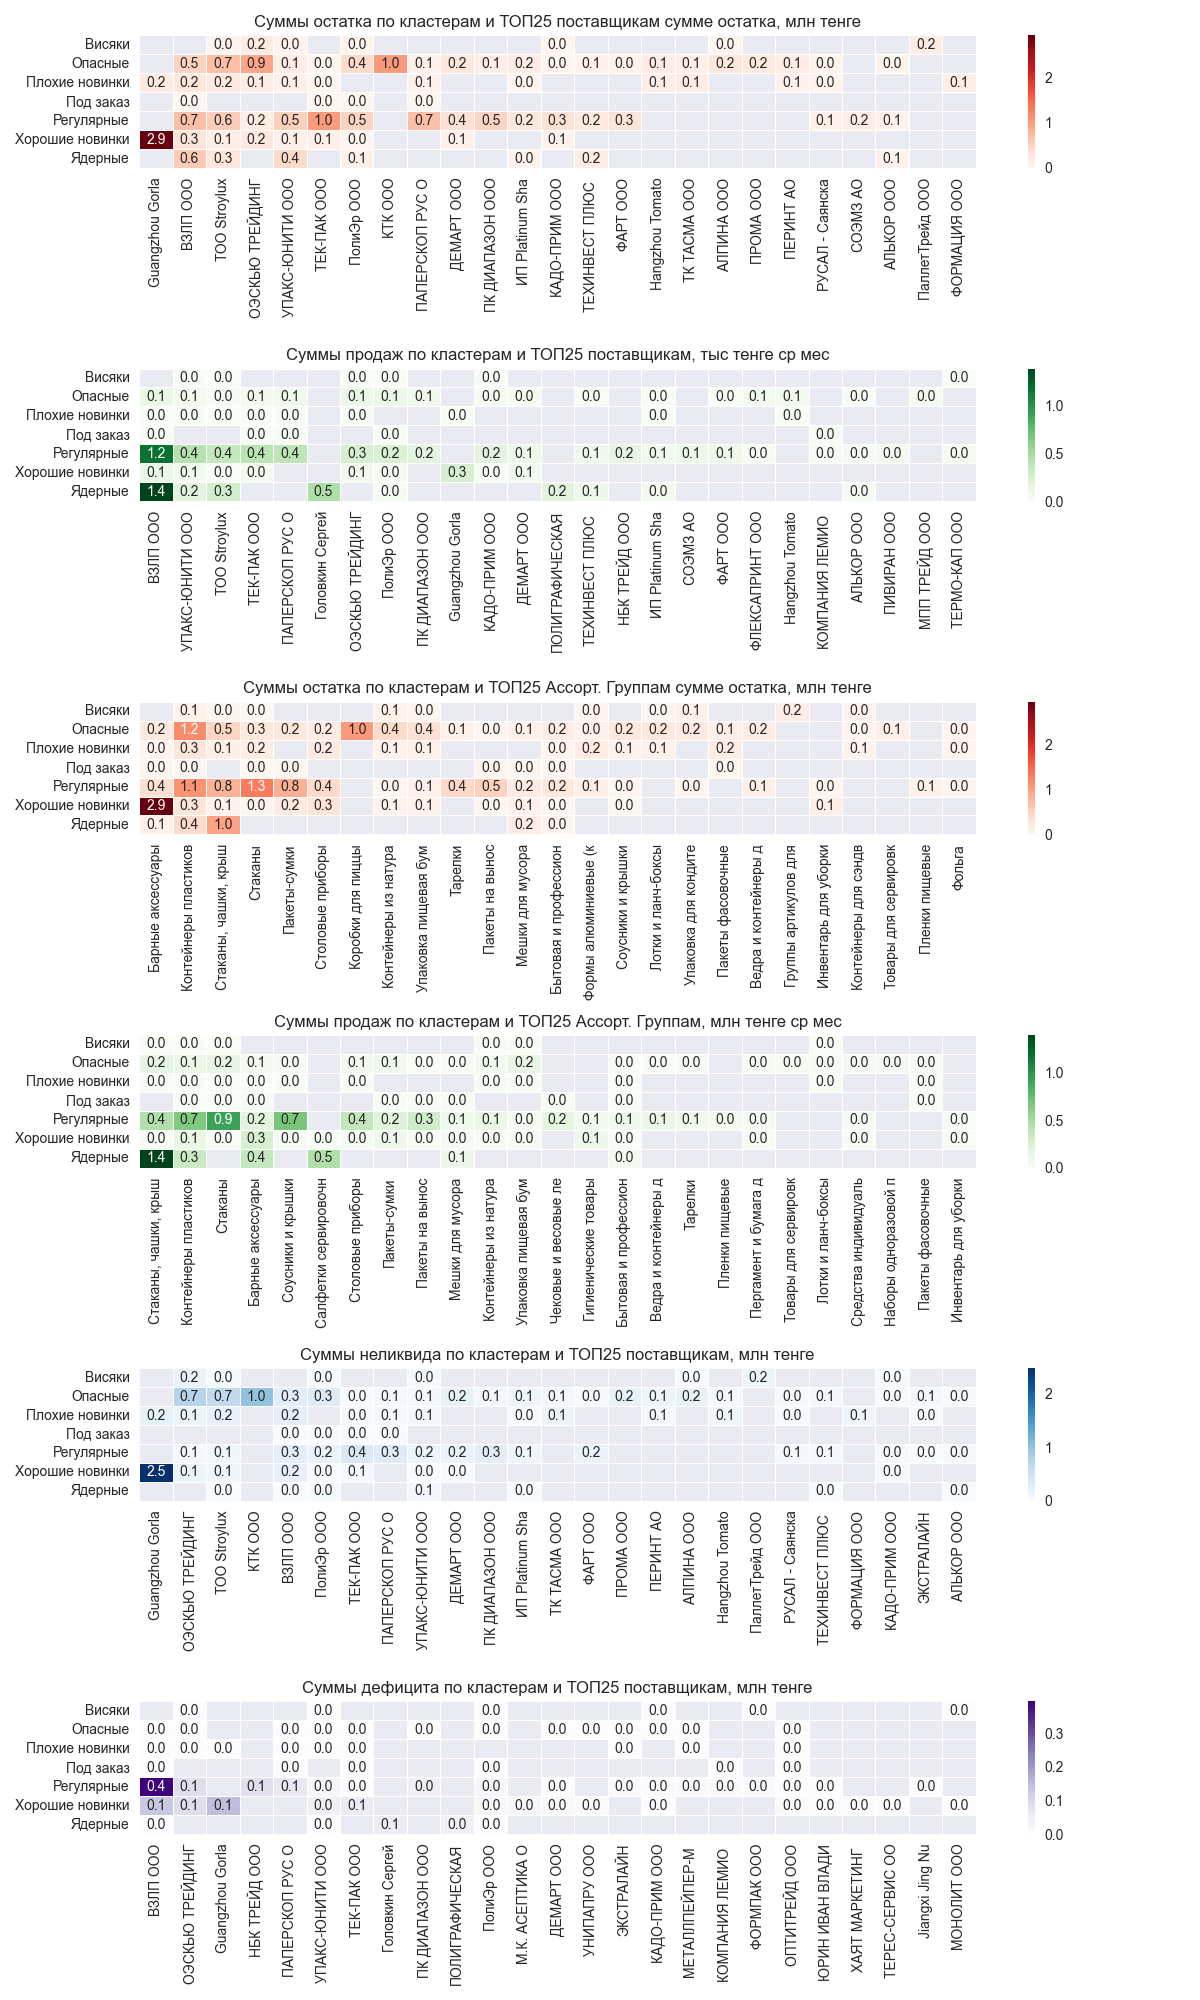 Суммы остатка по кластерам и ТОП25 поставщикам сумме остатка, млн тенге
Висяки 0.0 0.2 0.0 0.0 0.0 0.0 0.2
Опасные 0.5 0.7 0.9 0.1 0.0 0.4 1.0 0.1 0.2 0.1 0.2 0.0 0.1 0.0 0.1 0.1 0.2 0.2 0.1 0.0 0.0
Плохие новинки 0.2 0.2 0.2 0.1 0.1 0.0 0.1 0.0 0.1 0.1 0.1 0.0 0.1
Под заказ 0.0 0.0 0.0 0.0
Регулярные 0.7 0.6 0.2 0.5 1.0 0.5 0.7 0.4 0.5 0.2 0.3 0.2 0.3 0.1 0.2 0.1
Хорошие новинки 2.9 0.3 0.1 0.2 0.1 0.1 0.0 0.1 0.1
Ядерные 0.6 0.3 0.4 0.1 0.0 0.2 0.1
2
1
0
Guangzhou Gorla
ВЗЛП ООО
ТОО Stroylux
ОЭСКЬЮ ТРЕЙДИНГ
УПАКС-ЮНИТИ ООО
ТЕК-ПАК ООО
ПолиЭр ООО
КТК ООО
ПАПЕРСКОП РУС О
ДЕМАРТ ООО
ПК ДИАПАЗОН ООО
ИП Platinum Sha
КАДО-ПРИМ ООО
ТЕХИНВЕСТ ПЛЮС
ФАРТ ООО
Hangzhou Tomato
ТК ТАСМА ООО
АЛПИНА ООО
ПРОМА ООО
ПЕРИНТ АО
РУСАЛ - Саянска
СОЭМЗ АО
АЛЬКОР ООО
ПаллетТрейд ООО
ФОРМАЦИЯ ООО
Суммы продаж по кластерам и ТОП25 поставщикам, тыс тенге ср мес
Висяки 0.0 0.0 0.0 0.0 0.0 0.0
Опасные 0.1 0.1 0.0 0.1 0.1 0.1 0.1 0.1 0.0 0.0 0.0 0.0 0.0 0.1 0.1 0.0 0.0
Плохие новинки 0.0 0.0 0.0 0.0 0.0 0.0 0.0 0.0 0.0
Под заказ 0.0 0.0 0.0 0.0 0.0
Регулярные 1.2 0.4 0.4 0.4 0.4 0.3 0.2 0.2 0.2 0.1 0.1 0.2 0.1 0.1 0.1 0.0 0.0 0.0 0.0 0.0
Хорошие новинки 0.1 0.1 0.0 0.0 0.1 0.0 0.3 0.0 0.1
Ядерные 1.4 0.2 0.3 0.5 0.0 0.2 0.1 0.0 0.0
1.0
0.5
0.0
ВЗЛП ООО
УПАКС-ЮНИТИ ООО
ТОО Stroylux
ТЕК-ПАК ООО
ПАПЕРСКОП РУС О
Головкин Сергей
ОЭСКЬЮ ТРЕЙДИНГ
ПолиЭр ООО
ПК ДИАПАЗОН ООО
Guangzhou Gorla
КАДО-ПРИМ ООО
ДЕМАРТ ООО
ПОЛИГРАФИЧЕСКАЯ
ТЕХИНВЕСТ ПЛЮС
НБК ТРЕЙД ООО
ИП Platinum Sha
СОЭМЗ АО
ФАРТ ООО
ФЛЕКСАПРИНТ ООО
Hangzhou Tomato
КОМПАНИЯ ЛЕМИО
АЛЬКОР ООО
ПИВИРАН ООО
МПП ТРЕЙД ООО
ТЕРМО-КАП ООО
Суммы остатка по кластерам и ТОП25 Ассорт. Группам сумме остатка, млн тенге
Висяки 0.1 0.0 0.0 0.1 0.0 0.0 0.0 0.1 0.2 0.0
Опасные 0.2 1.2 0.5 0.3 0.2 0.2 1.0 0.4 0.4 0.1 0.0 0.1 0.2 0.0 0.2 0.2 0.2 0.1 0.2 0.0 0.1 0.0
Плохие новинки 0.0 0.3 0.1 0.2 0.2 0.1 0.1 0.0 0.2 0.1 0.1 0.2 0.1 0.0
Под заказ 0.0 0.0 0.0 0.0 0.0 0.0 0.0 0.0
Регулярные 0.4 1.1 0.8 1.3 0.8 0.4 0.0 0.1 0.4 0.5 0.2 0.2 0.1 0.0 0.0 0.1 0.0 0.1 0.0
Хорошие новинки 2.9 0.3 0.1 0.0 0.2 0.3 0.1 0.1 0.0 0.1 0.0 0.0 0.1
Ядерные 0.1 0.4 1.0 0.2 0.0
2
1
0
Барные аксессуары
Контейнеры пластиков
Стаканы, чашки, крыш
Стаканы
Пакеты-сумки
Столовые приборы
Коробки для пиццы
Контейнеры из натура
Упаковка пищевая бум
Тарелки
Пакеты на вынос
Мешки для мусора
Бытовая и профессион
Формы алюминиевые (к
Соусники и крышки
Лотки и ланч-боксы
Упаковка для кондите
Пакеты фасовочные
Ведра и контейнеры д
Группы артикулов для
Инвентарь для уборки
Контейнеры для сэндв
Товары для сервировк
Пленки пищевые
Фольга
Суммы продаж по кластерам и ТОП25 Ассорт. Группам, млн тенге ср мес
Висяки 0.0 0.0 0.0 0.0 0.0 0.0
Опасные 0.2 0.1 0.2 0.1 0.0 0.1 0.1 0.0 0.0 0.1 0.2 0.0 0.0 0.0 0.0 0.0 0.0 0.0 0.0
Плохие новинки 0.0 0.0 0.0 0.0 0.0 0.0 0.0 0.0 0.0 0.0 0.0
Под заказ 0.0 0.0 0.0 0.0 0.0 0.0 0.0 0.0 0.0
Регулярные 0.4 0.7 0.9 0.2 0.7 0.4 0.2 0.3 0.1 0.1 0.0 0.2 0.1 0.1 0.1 0.1 0.0 0.0 0.0 0.0
Хорошие новинки 0.0 0.1 0.0 0.3 0.0 0.0 0.0 0.1 0.0 0.0 0.0 0.0 0.1 0.0 0.0 0.0 0.0
Ядерные 1.4 0.3 0.4 0.5 0.1 0.0
1.0
0.5
0.0
Стаканы, чашки, крыш
Контейнеры пластиков
Стаканы
Барные аксессуары
Соусники и крышки
Салфетки сервировочн
Столовые приборы
Пакеты-сумки
Пакеты на вынос
Мешки для мусора
Контейнеры из натура
Упаковка пищевая бум
Чековые и весовые ле
Гигиенические товары
Бытовая и профессион
Ведра и контейнеры д
Тарелки
Пленки пищевые
Пергамент и бумага д
Товары для сервировк
Лотки и ланч-боксы
Средства индивидуаль
Наборы одноразовой п
Пакеты фасовочные
Инвентарь для уборки
Суммы неликвида по кластерам и ТОП25 поставщикам, млн тенге
Висяки 0.2 0.0 0.0 0.0 0.0 0.2 0.0
Опасные 0.7 0.7 1.0 0.3 0.3 0.0 0.1 0.1 0.2 0.1 0.1 0.1 0.0 0.2 0.1 0.2 0.1 0.0 0.1 0.0 0.1 0.0
Плохие новинки 0.2 0.1 0.2 0.2 0.0 0.1 0.1 0.0 0.1 0.1 0.1 0.0 0.1 0.0
Под заказ 0.0 0.0 0.0 0.0
Регулярные 0.1 0.1 0.3 0.2 0.4 0.3 0.2 0.2 0.3 0.1 0.2 0.1 0.1 0.0 0.0 0.0
Хорошие новинки 2.5 0.1 0.1 0.2 0.0 0.1 0.0 0.0 0.0
Ядерные 0.0 0.0 0.0 0.1 0.0 0.0 0.0
2
1
0
Guangzhou Gorla
ОЭСКЬЮ ТРЕЙДИНГ
ТОО Stroylux
КТК ООО
ВЗЛП ООО
ПолиЭр ООО
ТЕК-ПАК ООО
ПАПЕРСКОП РУС О
УПАКС-ЮНИТИ ООО
ДЕМАРТ ООО
ПК ДИАПАЗОН ООО
ИП Platinum Sha
ТК ТАСМА ООО
ФАРТ ООО
ПРОМА ООО
ПЕРИНТ АО
АЛПИНА ООО
Hangzhou Tomato
ПаллетТрейд ООО
РУСАЛ - Саянска
ТЕХИНВЕСТ ПЛЮС
ФОРМАЦИЯ ООО
КАДО-ПРИМ ООО
ЭКСТРАЛАЙН
АЛЬКОР ООО
Суммы дефицита по кластерам и ТОП25 поставщикам, млн тенге
Висяки 0.0 0.0 0.0 0.0 0.0 0.0
Опасные 0.0 0.0 0.0 0.0 0.0 0.0 0.0 0.0 0.0 0.0 0.0 0.0 0.0
Плохие новинки 0.0 0.0 0.0 0.0 0.0 0.0 0.0 0.0 0.0
Под заказ 0.0 0.0 0.0 0.0 0.0
Регулярные 0.4 0.1 0.1 0.1 0.0 0.0 0.0 0.0 0.0 0.0 0.0 0.0 0.0 0.0 0.0 0.0 0.0
Хорошие новинки 0.1 0.1 0.1 0.0 0.1 0.0 0.0 0.0 0.0 0.0 0.0 0.0 0.0 0.0 0.0
Ядерные 0.0 0.0 0.1 0.0 0.0
0.3
0.2
0.1
0.0
ВЗЛП ООО
ОЭСКЬЮ ТРЕЙДИНГ
Guangzhou Gorla
НБК ТРЕЙД ООО
ПАПЕРСКОП РУС О
УПАКС-ЮНИТИ ООО
ТЕК-ПАК ООО
Головкин Сергей
ПК ДИАПАЗОН ООО
ПОЛИГРАФИЧЕСКАЯ
ПолиЭр ООО
М.К. АСЕПТИКА О
ДЕМАРТ ООО
УНИПАПРУ ООО
ЭКСТРАЛАЙН
КАДО-ПРИМ ООО
МЕТАЛЛПЕЙПЕР-М
КОМПАНИЯ ЛЕМИО
ФОРМПАК ООО
ОПТИТРЕЙД ООО
ЮРИН ИВАН ВЛАДИ
ХАЯТ МАРКЕТИНГ
ТЕРЕС-СЕРВИС ОО
Jiangxi Jing Nu
МОНОЛИТ ООО